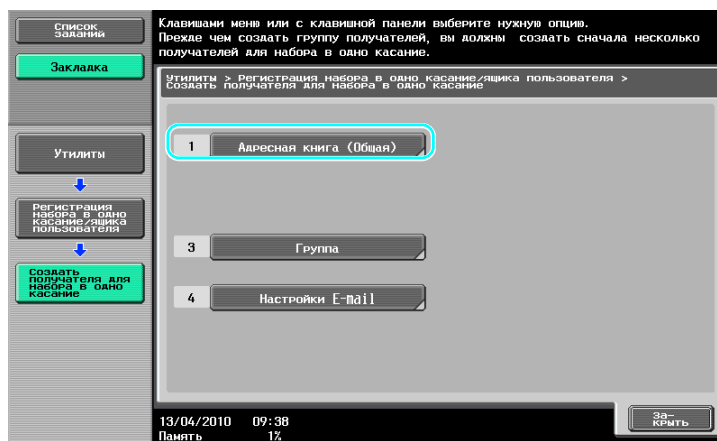 Список
заданий
Закладка
Утилиты
Регистрация
набора в одно
касание/ящика
пользователя
Создать
получателя для
набора в одно
касание
Клавишами меню или с клавишной панели выберите нужную опцию.
Прежде чем создать группу получателей, вы должны создать сначала несколько
получателей для набора в одно касание.
Утилиты > Регистрация набора в одно касание/ящика пользователя >
Создать получателя для набора в одно касание
1 Адресная книга (Общая)
3 Группа
4 Настройки E-mail
13/04/2010 09:38
Память 1%
За-
крыть